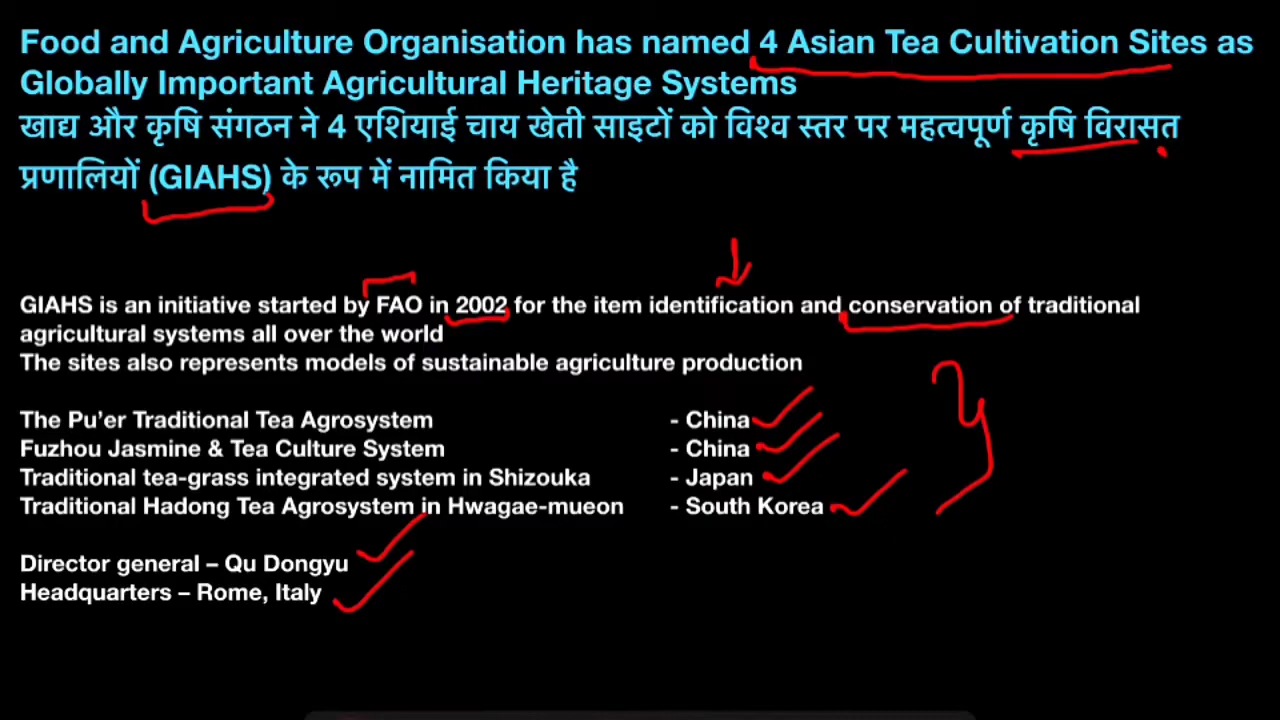 Food and Agriculture Organisation has named 4 Asian Tea Cultivation Sites as
Globally Important Agricultural Heritage Systems
खाद्य और कृषि संगठन ने 4 एशियाई चाय खेती साइटों को विश्व स्तर पर महत्वपूर्ण कृषि विरासत
प्रणालियों (GIAHS) के रूप में नामित किया है
GIAHS is an initiative started by FAO in 2002 for the item identification and conservation of traditional
agricultural systems all over the world
The sites also represents models of sustainable agriculture production
The Pu’er Traditional Tea Agrosystem - China
Fuzhou Jasmine & Tea Culture System - China
Traditional tea-grass integrated system in Shizouka - Japan
Traditional Hadong Tea Agrosystem in Hwagae-mueon - South Korea
Director general – Qu Dongyu
Headquarters – Rome, Italy